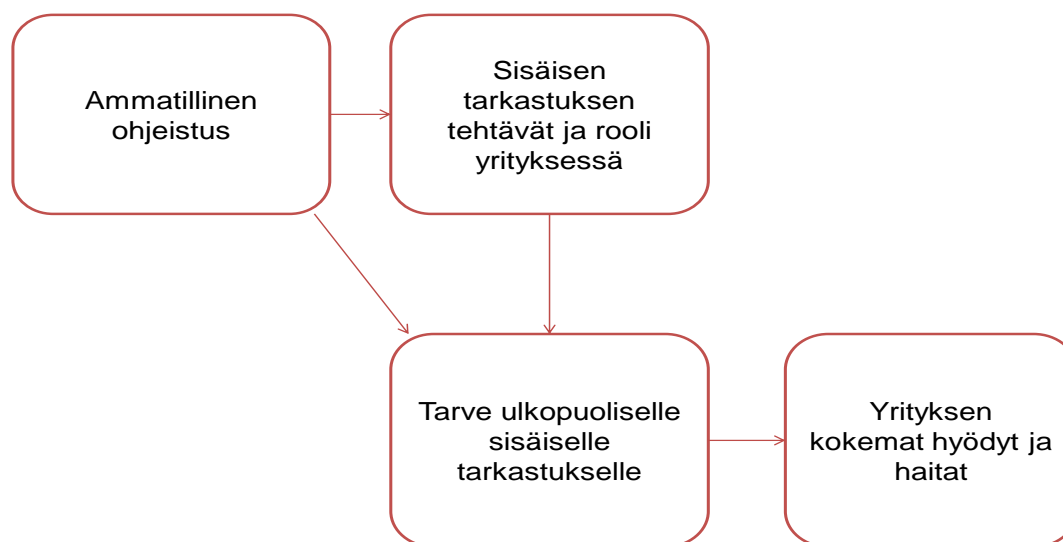 Ammatillinen
ohjeistus
Sisäisen
tarkastuksen
tehtävät ja rooli
yrityksessä
Tarve ulkopuoliselle
sisäiselle
tarkastukselle
Yrityksen
kokemat hyödyt ja
haitat